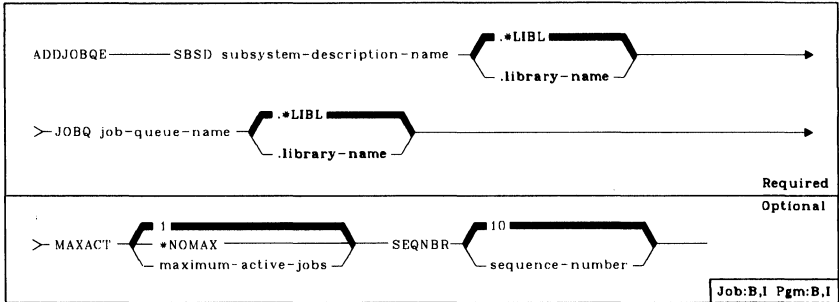 .*LIBL
ADDJOBQE SBSD subsystem-description-name
.library-name
.*LIBL
JOBQ job-queue-name
.library-name
Required
Optional
1
MAXACT *NOMAX
maximum-active-jobs
10
SEQNBR
sequence-number
Job:B,I Pgm:B,I